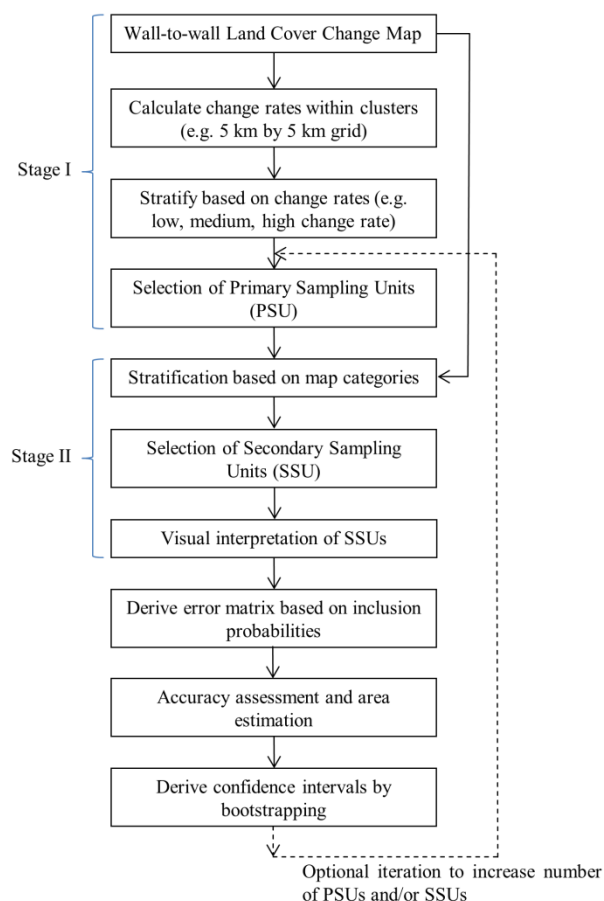 Wall-to-wall Land Cover Change Map
Calculate change rates within clusters
(e.g. 5 km by 5 km grid)
Stage I
Stratify based on change rates (e.g.
low, medium, high change rate)
Selection of Primary Sampling Units
(PSU)
Stratification based on map categories
Stage II
Selection of Secondary Sampling
Units (SSU)
Visual interpretation of SSUs
Derive error matrix based on inclusion
probabilities
Accuracy assessment and area
estimation
Derive confidence intervals by
bootstrapping
Optional iteration to increase number
of PSUs and/or SSUs